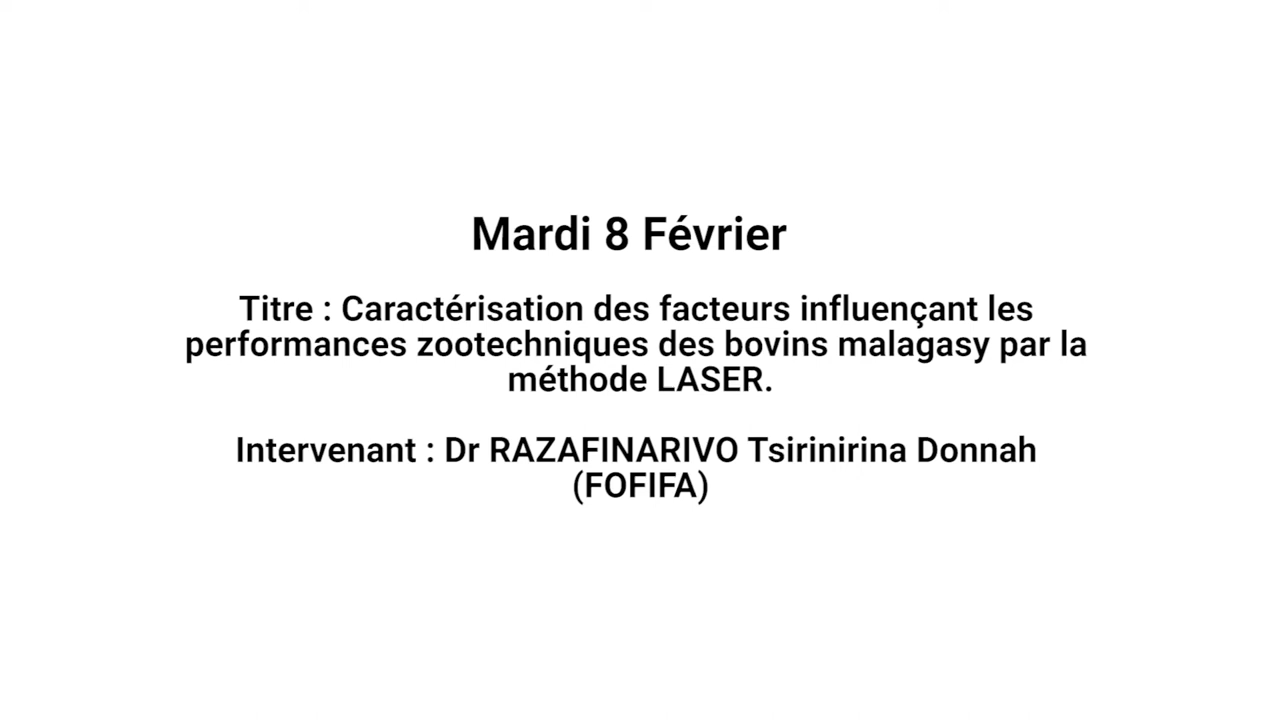 Mardi 8 Février
Titre : Caractérisation des facteurs influençant les
performances zootechniques des bovins malagasy par la
méthode LASER.
Intervenant : Dr RAZAFINARIVO Tsirinirina Donnah
(FOFIFA)